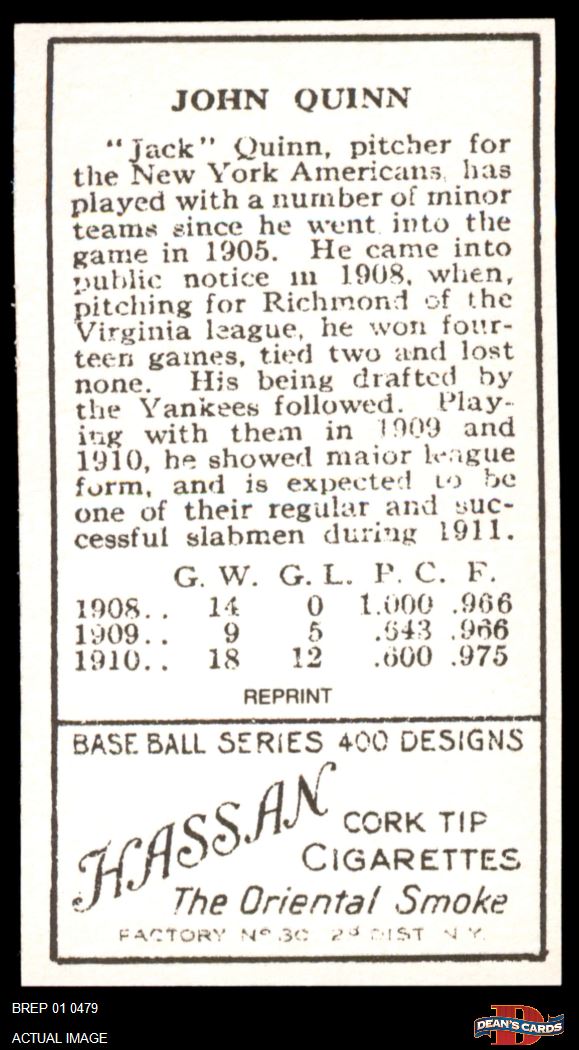 JOHN QUINN
"Jack" Quinn, pitcher for
the New York Americans, has
played with a number of minor
teams since he went into the
game in 1905. He came into
public notice in 1908, when,
pitching for Richmond of the
Virginia league, he won four-
teen games, tied two and lost
none. His being drafted by
the Yankees followed. Play-
ing with them in 1909 and
1910, he showed major league
form, and is expected to be
one of their regular and suc-
cessful slabmen during 1911.
G. W. G. L. P. C. F.
1908.. 14 0 1.000 .966
1909.. 9 5 .643 .966
1910.. 18 12 .600 .975
REPRINT
BASE BALL SERIES 400 DESIGNS
HASSAN
CORK TIP
CIGARETTES
The Oriental Smoke
FACTORY No 30 2d DIST. N.Y.
BREP 01 0479
ACTUAL IMAGE
D
DEAN'S CARDS